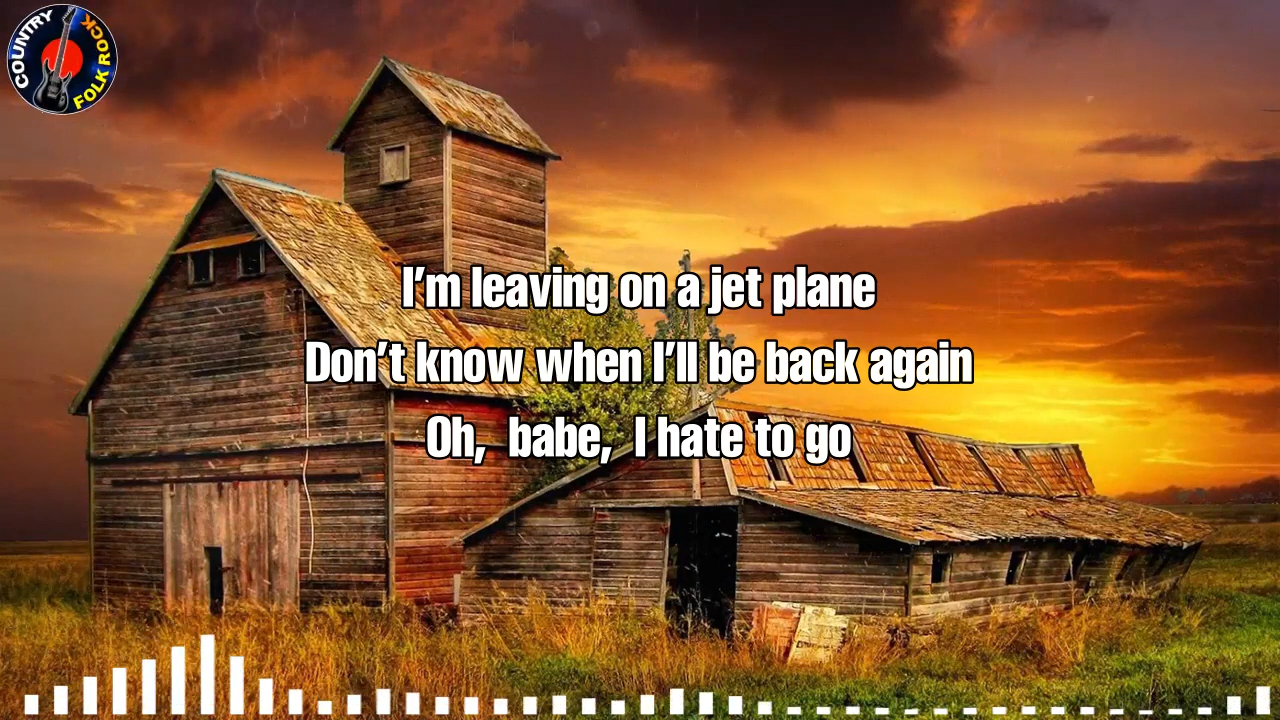 COUNTRY
FOLK ROCK
I'm leaving on a jet plane
Don't know when I'll be back again
Oh, babe, I hate to go